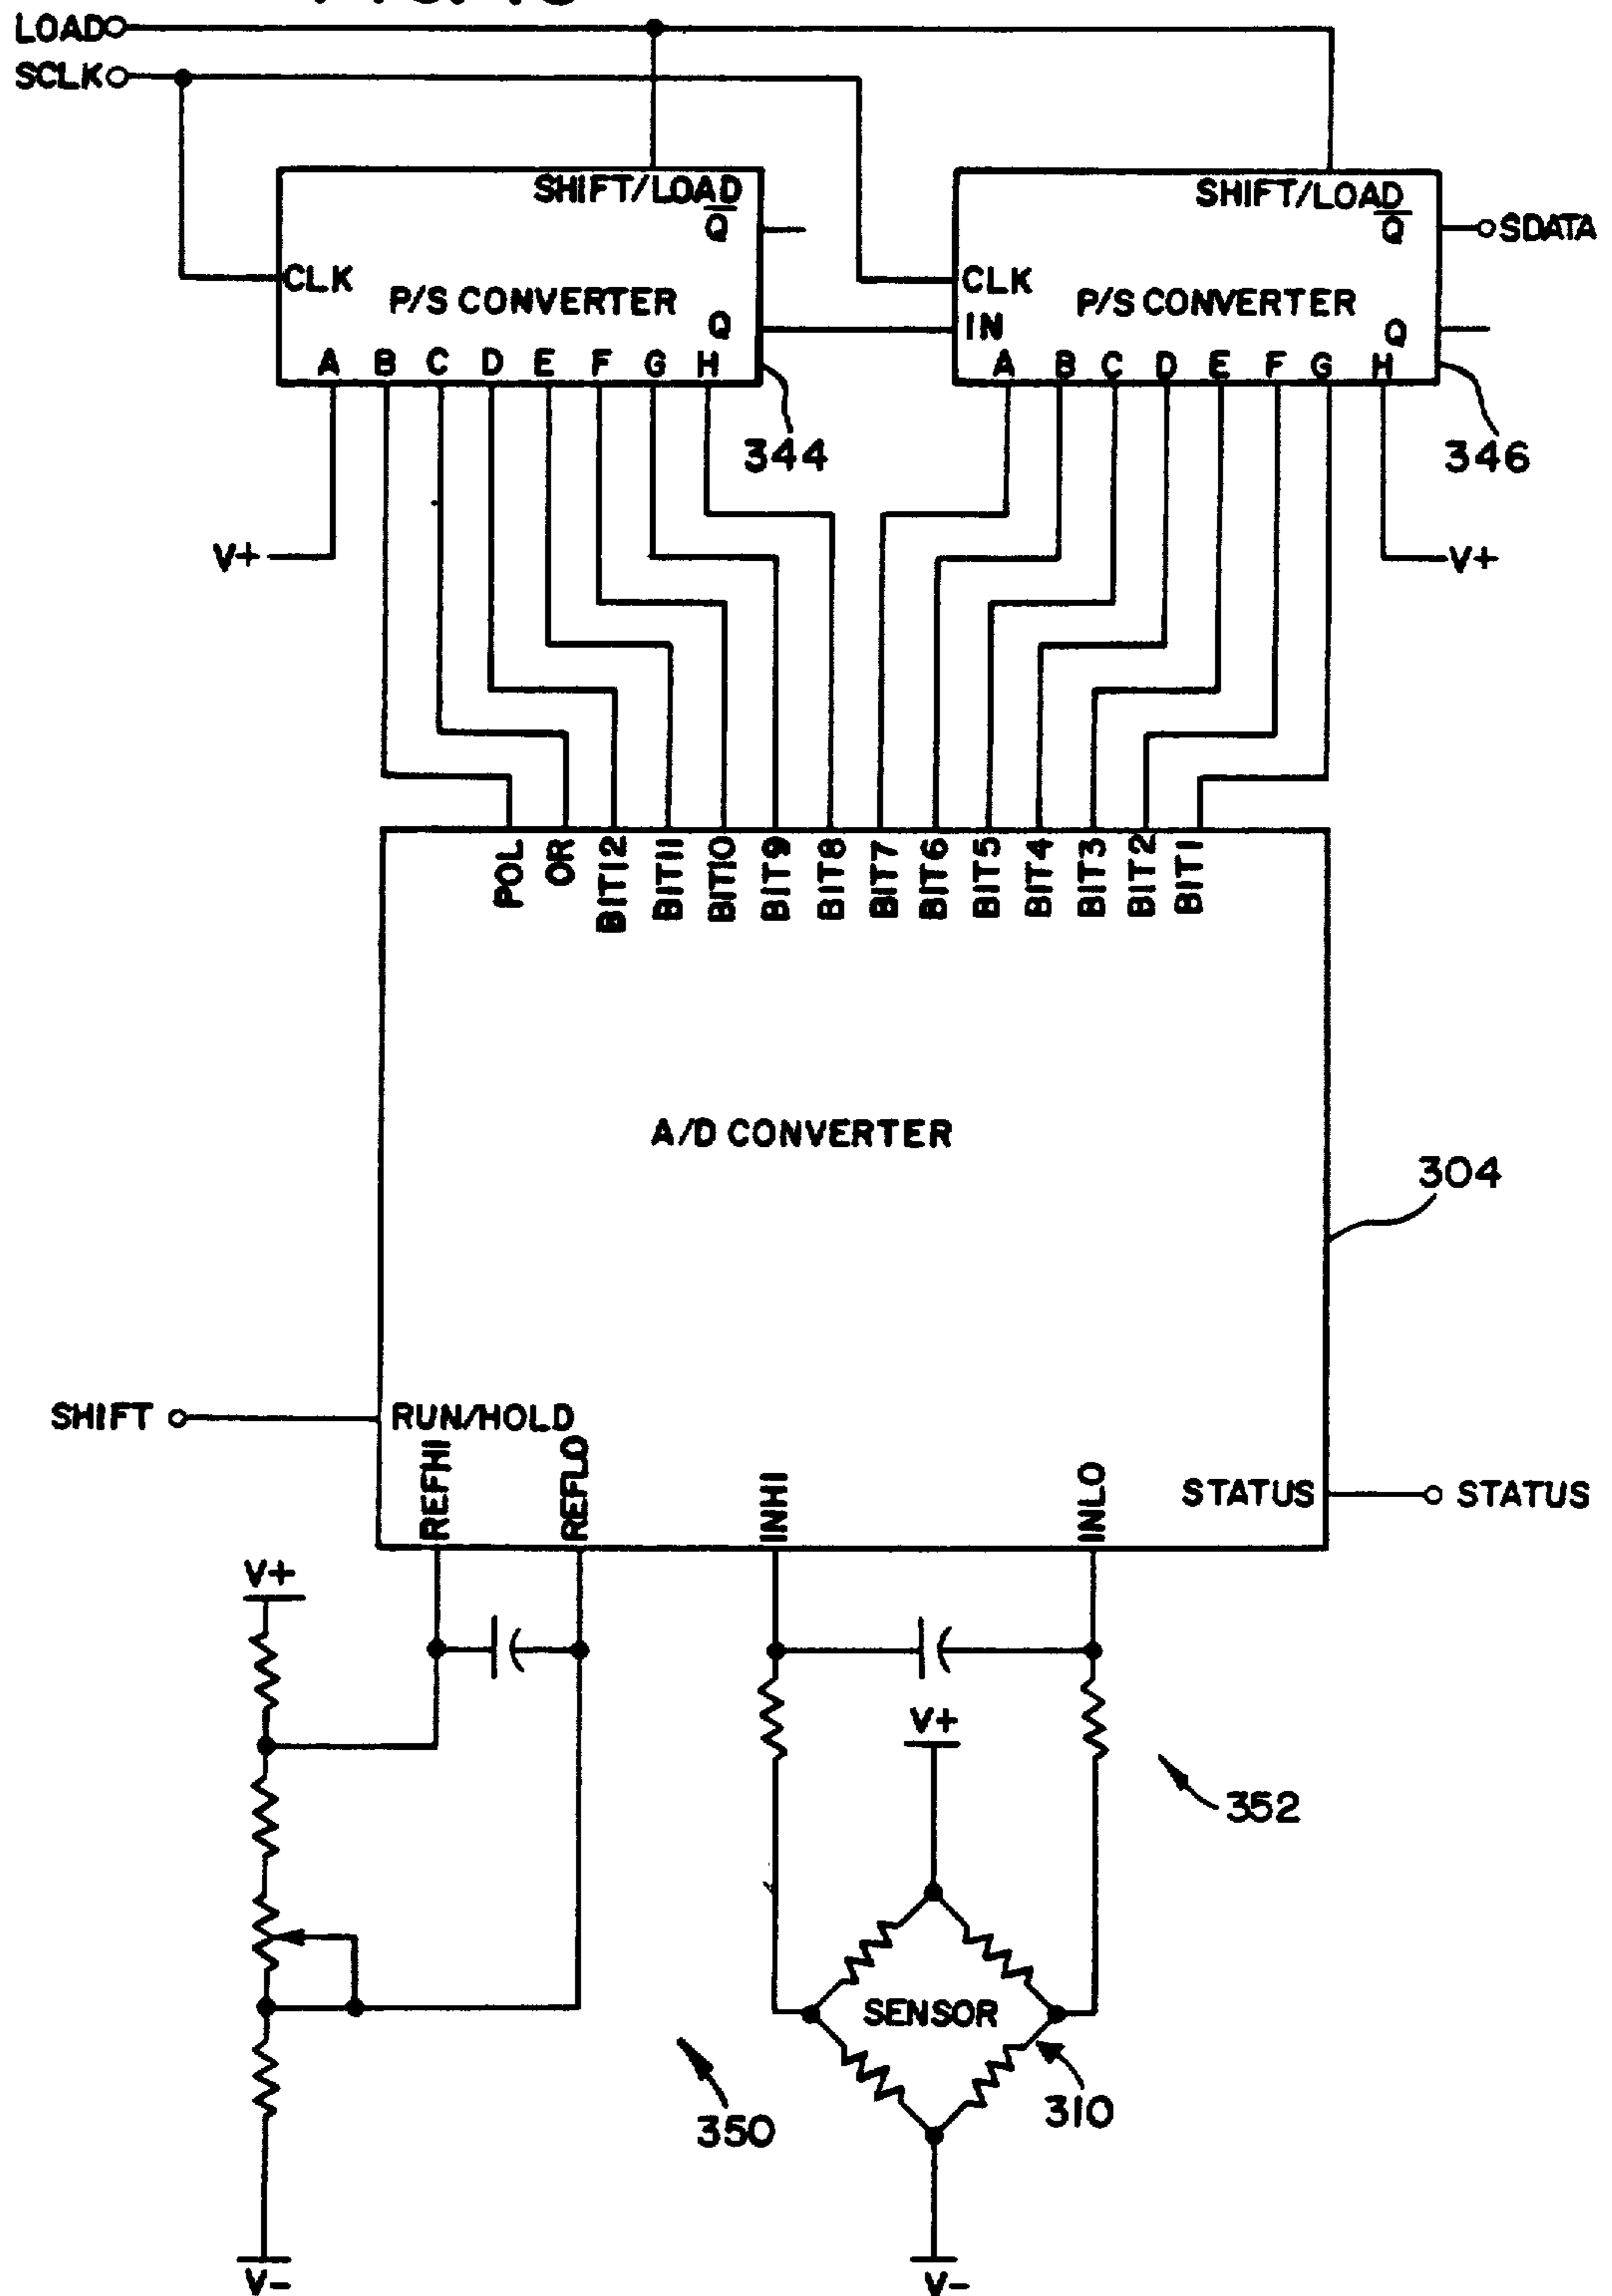 LOAD
SCLK
SHIFT/LOAD
Q
CLK
P/S CONVERTER
Q
A B C D E F G H
344
V+
SHIFT/LOAD
Q
SDATA
CLK
P/S CONVERTER
IN
Q
A B C D E F G H
346
V+
POL
OR
BIT12
BIT11
BIT10
BIT9
BIT8
BIT7
BIT6
BIT5
BIT4
BIT3
BIT2
BIT1
A/D CONVERTER
304
SHIFT
RUN/HOLD
REFHI
REFLO
INHI
INLO
STATUS
STATUS
V+
V+
352
SENSOR
310
350
V-
V-